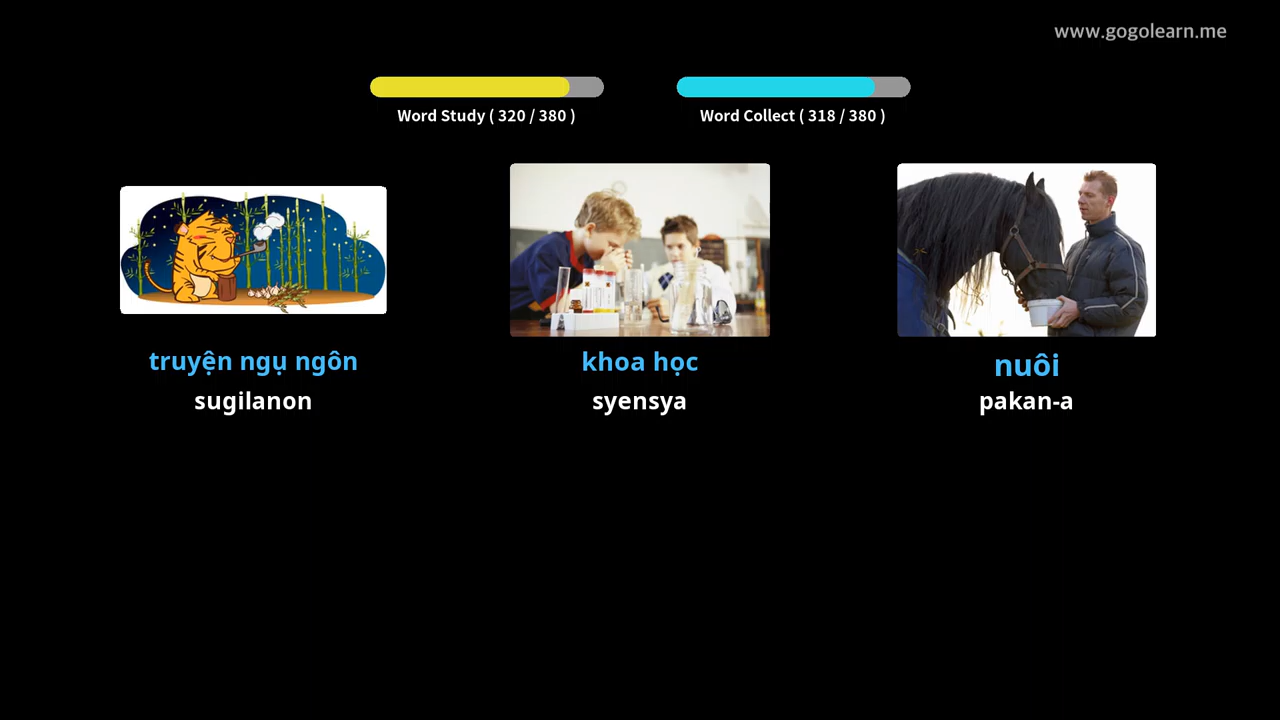 www.gogolearn.me
Word Study ( 320 / 380 )
Word Collect ( 318 / 380 )
truyện ngụ ngôn
sugilanon
khoa học
syensya
nuôi
pakan-a